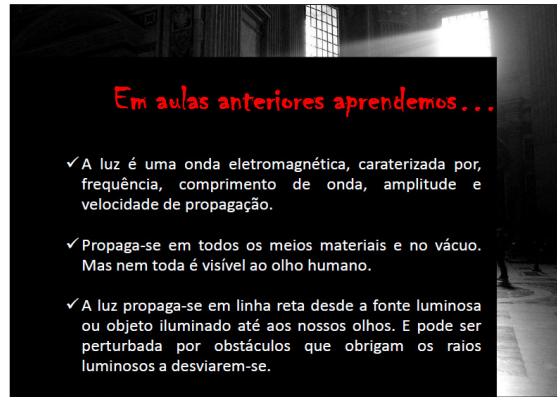 Em aulas anteriores aprendemos...
✓ A luz é uma onda eletromagnética, caraterizada por,
frequência, comprimento de onda, amplitude e
velocidade de propagação.
✓ Propaga-se em todos os meios materiais e no vácuo.
Mas nem toda é visível ao olho humano.
✓ A luz propaga-se em linha reta desde a fonte luminosa
ou objeto iluminado até aos nossos olhos. E pode ser
perturbada por obstáculos que obrigam os raios
luminosos a desviarem-se.